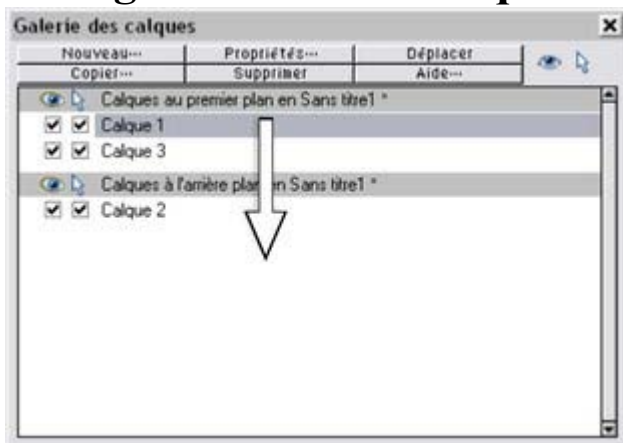 Galerie des calques
Nouveau... Propriétés... Déplacer
Copier... Supprimer Aide...
Calques au premier plan en Sans titre1 *
Calque 1
Calque 3
Calques à l'arrière plan en Sans titre1 *
Calque 2